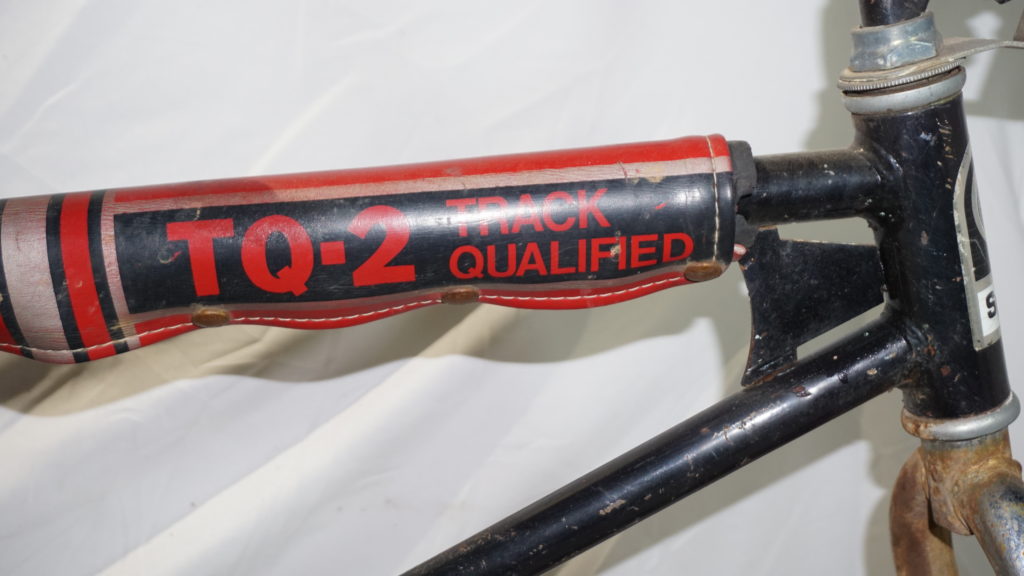 TQ-2
TRACK
QUALIFIED
S